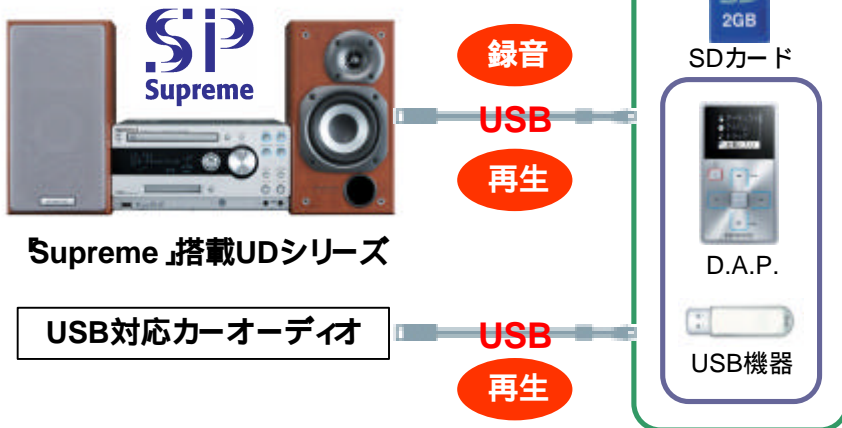 SP
Supreme
録音
USB
再生
2GB
SDカード
D.A.P.
『Supreme』搭載UDシリーズ
USB対応カーオーディオ
USB
再生
USB機器